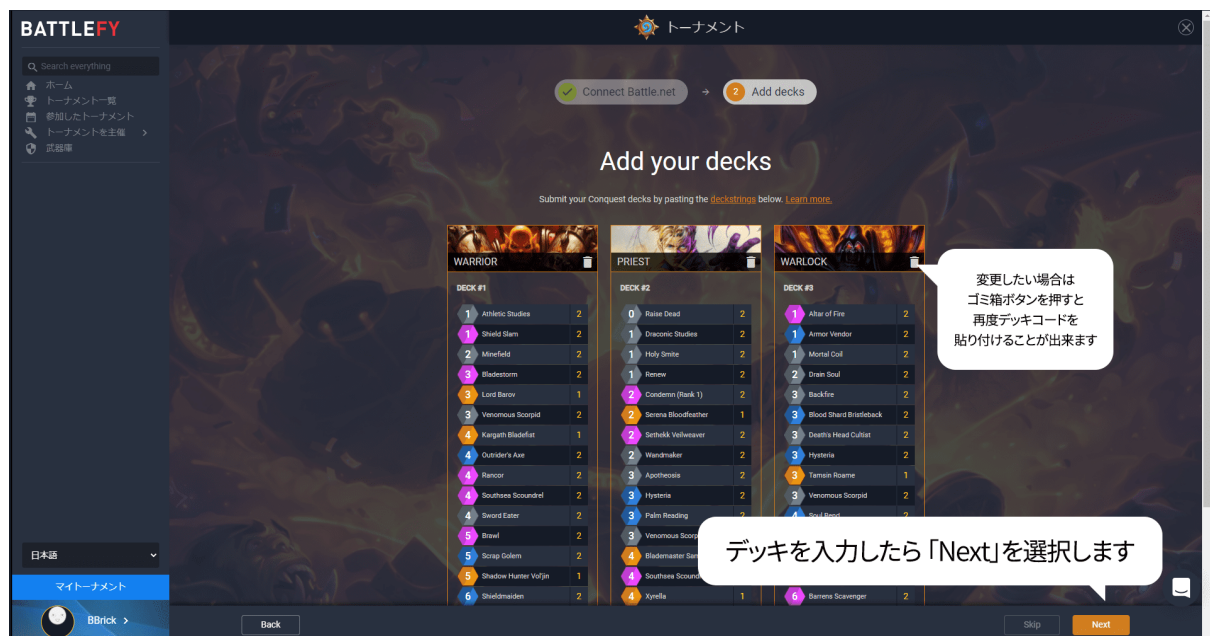 BATTLEFY
トーナメント
Search everything
ホーム
トーナメント一覧
参加したトーナメント
トーナメントを主催
武器庫
Connect Battle.net → 2 Add decks
Add your decks
Submit your Conquest decks by pasting the deckstrings below. Learn more.
WARRIOR
DECK #1
1 Athletic Studies 2
1 Shield Slam 2
2 Minefield 2
3 Bladestorm 2
3 Lord Barov 1
3 Venomous Scorpid 2
4 Kargath Bladefist 1
4 Outrider's Axe 2
4 Rancor 2
4 Southsea Scoundrel 2
4 Sword Eater 2
5 Brawl 2
5 Scrap Golem 2
5 Shadow Hunter Vol'jin 1
6 Shieldmaiden 2
PRIEST
DECK #2
0 Raise Dead 2
1 Draconic Studies 2
1 Holy Smite 2
1 Renew 2
2 Condemn (Rank 1) 2
2 Serena Bloodfeather 1
2 Sethekk Veilweaver 2
2 Wandmaker 2
3 Apotheosis 2
3 Hysteria 2
3 Palm Reading 2
3 Venomous Scorp
4 Blademaster Sam
4 Southsea Scound
4 Xyrella 1
WARLOCK
DECK #3
1 Altar of Fire 2
1 Armor Vendor 2
1 Mortal Coil 2
2 Drain Soul 2
3 Backfire 2
3 Blood Shard Bristleback 2
3 Death's Head Cultist 2
3 Hysteria 2
3 Tamsin Roame 1
3 Venomous Scorpid 2
6 Barrens Scavenger 2
変更したい場合は
ゴミ箱ボタンを押すと
再度デッキコードを
貼り付けることが出来ます
デッキを入力したら「Next」を選択します
日本語
マイトーナメント
BBrick
Back
Skip
Next